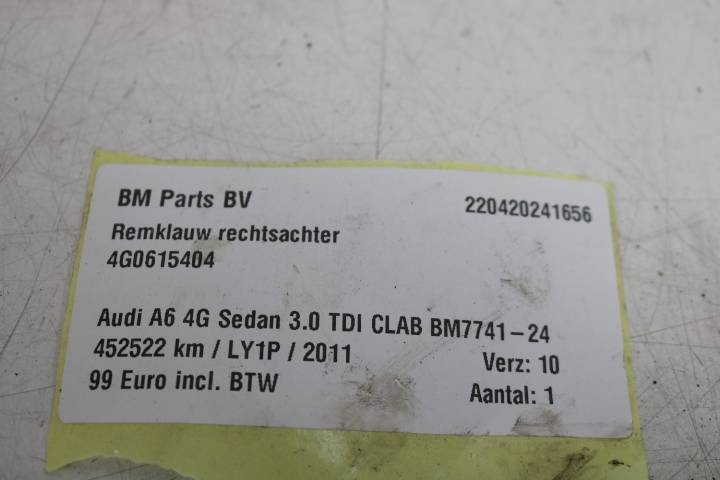 BM Parts BV 220420241656
Remklauw rechtsachter
4G0615404
Audi A6 4G Sedan 3.0 TDI CLAB BM7741-24
452522 km / LY1P / 2011 Verz: 10
99 Euro incl. BTW Aantal: 1